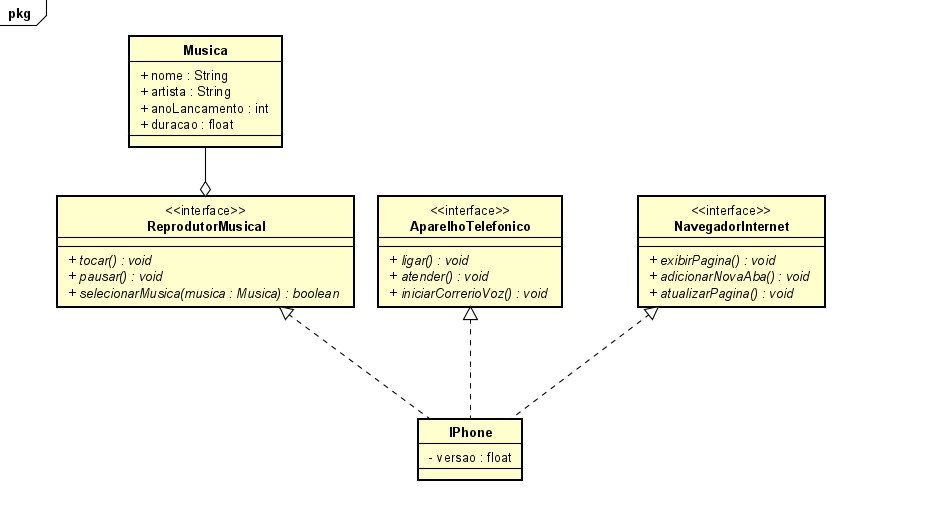 pkg
Musica
+ nome : String
+ artista : String
+ anoLancamento : int
+ duracao : float
<<interface>>
ReprodutorMusical
+ tocar() : void
+ pausar() : void
+ selecionarMusica(musica : Musica) : boolean
<<interface>>
AparelhoTelefonico
+ ligar() : void
+ atender() : void
+ iniciarCorrerioVoz() : void
<<interface>>
NavegadorInternet
+ exibirPagina() : void
+ adicionarNovaAba() : void
+ atualizarPagina() : void
IPhone
- versao : float